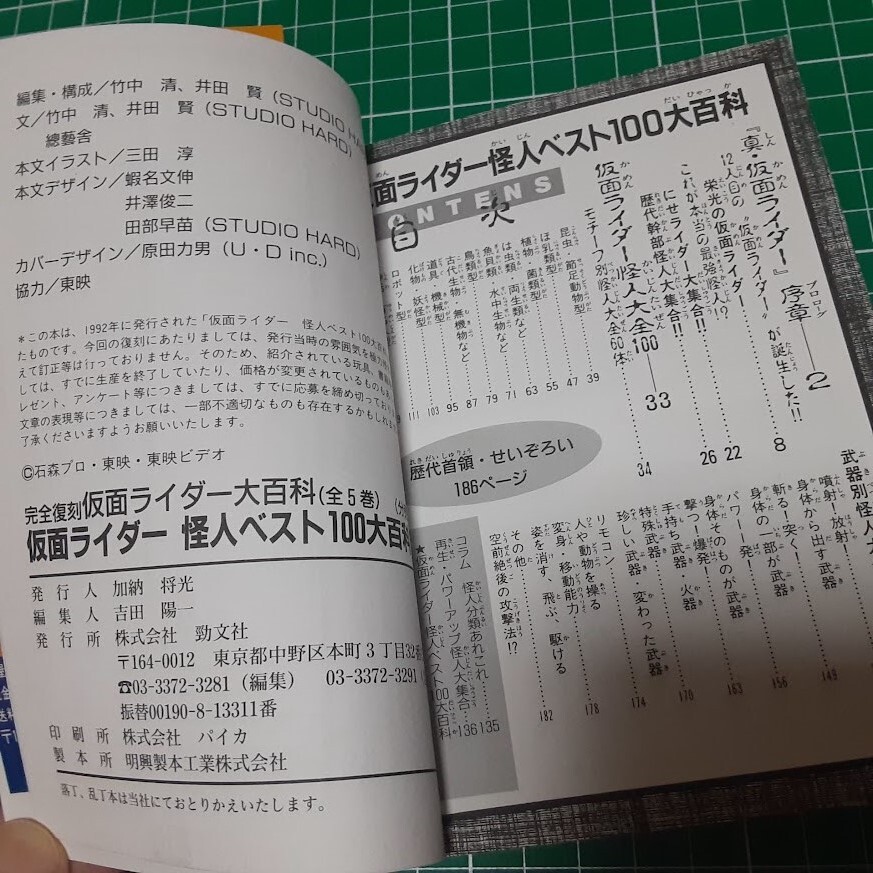 編集・構成／竹中 清、井田 賢(STUDIO HA
文／竹中 清、井田 賢(STUDIO HARD)
總藝舎
本文イラスト／三田 淳
本文デザイン／蝦名文伸
井澤俊二
田部早苗(STUDIO HARD)
カバーデザイン／原田力男(U・D inc.)
協力／東映
*この本は、1992年に発行された「仮面ライダー 怪人ベスト100大百
たものです。今回の復刻にあたりましては、発行当時の雰囲気を
えて訂正等は行っておりません。そのため、紹介されている玩具、
しては、すでに生産を終了していたり、価格が変更されているものも
レゼント、アンケート等につきましては、すでに応募を締め切ってお
文章の表現等につきましては、一部不適切なものも存在するかもしれ
了承くださいますようお願いいたします。
©石森プロ・東映・東映ビデオ
完全復刻仮面ライダー大百科(全5巻)
仮面ライダー 怪人ベスト100大百科
発行人 加納 将光
編集人 吉田 陽一
発行所 株式会社 勁文社
〒164-0012 東京都中野区本町3丁目32
☎03-3372-3281(編集) 03-3372-3291
振替00190-8-13311番
印刷所 株式会社 パイカ
製本所 明興製本工業株式会社
落丁、乱丁本は当社にておとりかえいたします。
面ライダー怪人ベスト100大百科
ONTENS
目次
『真・仮面ライダー』序章 2
12人目の“仮面ライダー”が誕生した!! 8
栄光の仮面ライダー 22
これが本当の最強怪人!? 26
にせライダー大集合!!
歴代幹部怪人大集合!!
仮面ライダー怪人大全100 33
モチーフ別怪人大全60体 34
昆虫・節足動物型 39
ほ乳類型 47
植物・菌類型 55
は虫類・両生類など 63
魚貝類・水中生物など 71
鳥類型 79
古代生物・無機物など 87
道具・機械型 95
化物・妖怪型 103
ロボット型 111
歴代首領・せいぞろい
186ページ
武器別怪人
噴射!放射!
身体から出す武器 149
斬る!突く!
身体の一部が武器 156
パワー一発!
身体そのものが武器 163
撃つ!爆発!
手持ち武器・火器 170
特殊武器
珍しい武器・変わった武器 174
リモコン
人や動物を操る 178
変身・移動能力
姿を消す、飛ぶ、駆ける 182
その他
空前絶後の攻撃法!?
コラム 怪人分類あれこれ 135
再生・パワーアップ怪人大集合 136
★仮面ライダー怪人ベスト100大百科